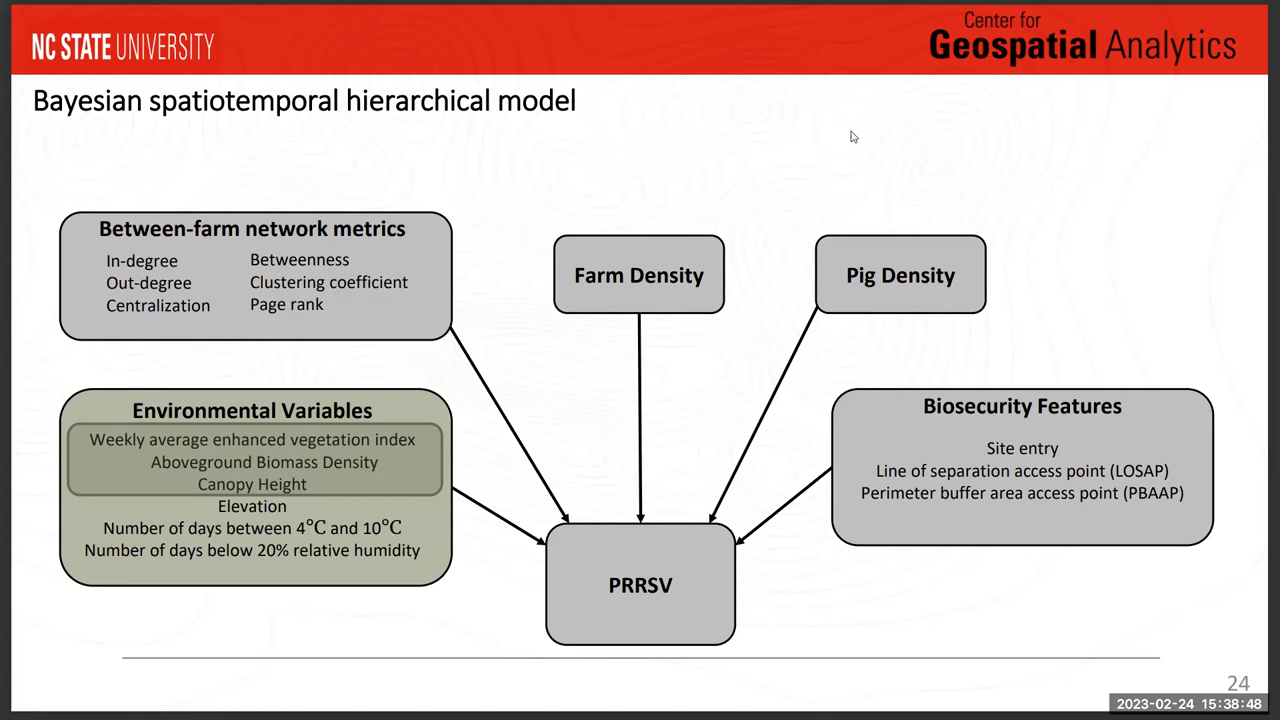 NC STATE UNIVERSITY
Center for
Geospatial Analytics
Bayesian spatiotemporal hierarchical model
Between-farm network metrics
In-degree
Out-degree
Centralization
Betweenness
Clustering coefficient
Page rank
Farm Density
Pig Density
Environmental Variables
Weekly average enhanced vegetation index
Aboveground Biomass Density
Canopy Height
Elevation
Number of days between 4℃ and 10℃
Number of days below 20% relative humidity
Biosecurity Features
Site entry
Line of separation access point (LOSAP)
Perimeter buffer area access point (PBAAP)
PRRSV
24
2023-02-24 15:38:48